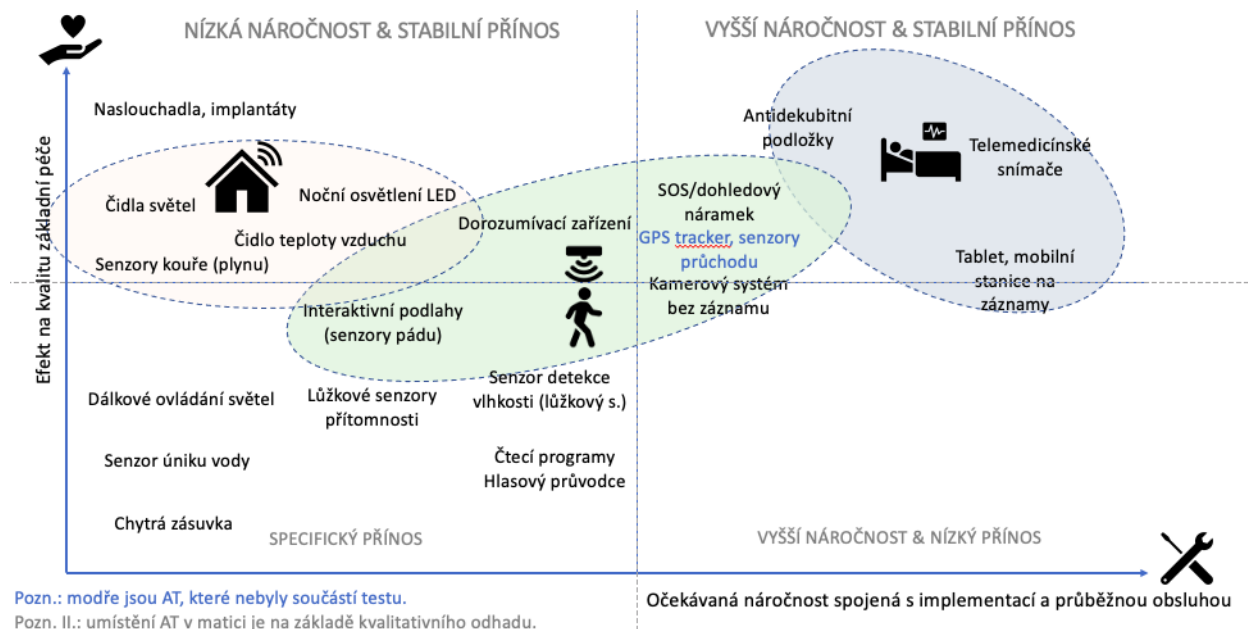 NÍZKÁ NÁROČNOST & STABILNÍ PŘÍNOS
VYŠŠÍ NÁROČNOST & STABILNÍ PŘÍNOS
Efekt na kvalitu základní péče
Naslouchadla, implantáty
Čidla světel
Noční osvětlení LED
Čidlo teploty vzduchu
Senzory kouře (plynu)
Dorozumívací zařízení
Interaktivní podlahy
(senzory pádu)
SOS/dohledový
náramek
GPS tracker, senzory
průchodu
Kamerový systém
bez záznamu
Antidekubitní
podložky
Telemedicínské
snímače
Tablet, mobilní
stanice na
záznamy
Dálkové ovládání světel
Lůžkové senzory
přítomnosti
Senzor detekce
vlhkosti (lůžkový s.)
Senzor úniku vody
Čtecí programy
Hlasový průvodce
Chytrá zásuvka
SPECIFICKÝ PŘÍNOS
VYŠŠÍ NÁROČNOST & NÍZKÝ PŘÍNOS
Očekávaná náročnost spojená s implementací a průběžnou obsluhou
Pozn.: modře jsou AT, které nebyly součástí testu.
Pozn. II.: umístění AT v matici je na základě kvalitativního odhadu.